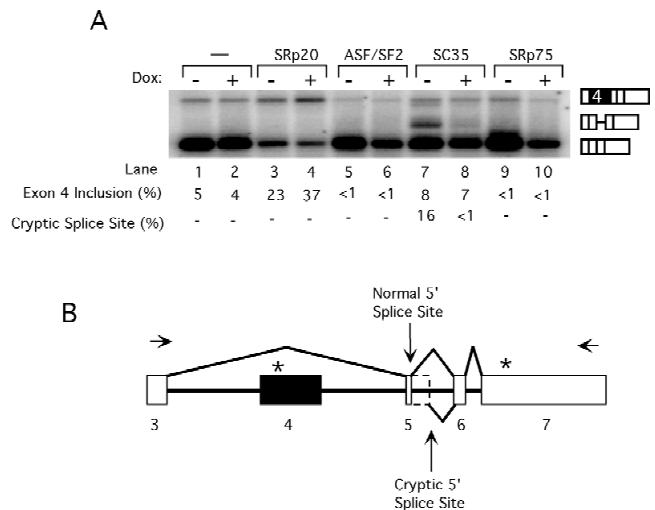 A
— SRp20 ASF/SF2 SC35 SRp75
Dox: - + - + - + - + - +
4
Lane 1 2 3 4 5 6 7 8 9 10
Exon 4 Inclusion (%) 5 4 23 37 <1 <1 8 7 <1 <1
Cryptic Splice Site (%) - - - - - - 16 <1 - -
B
Normal 5'
Splice Site
* *
3 4 5 6 7
Cryptic 5'
Splice Site